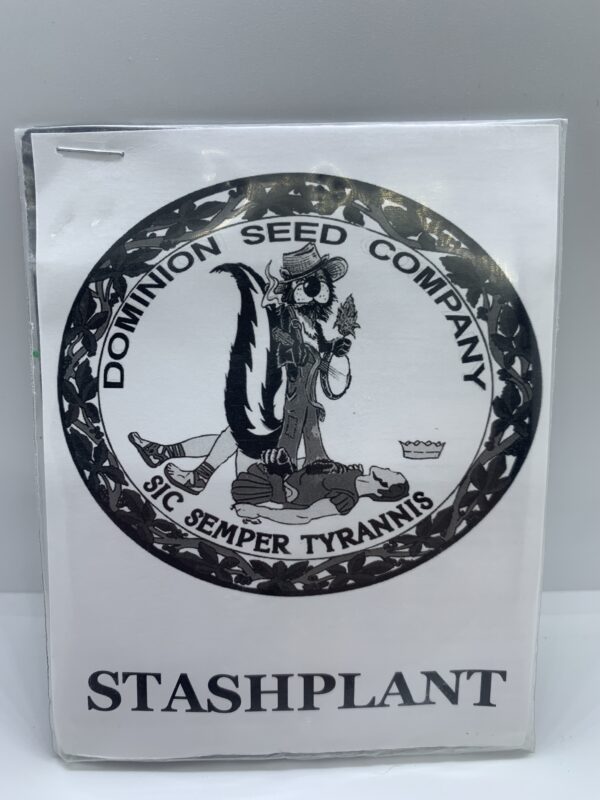 DOMINION SEED COMPANY
SIC SEMPER TYRANNIS
STASHPLANT